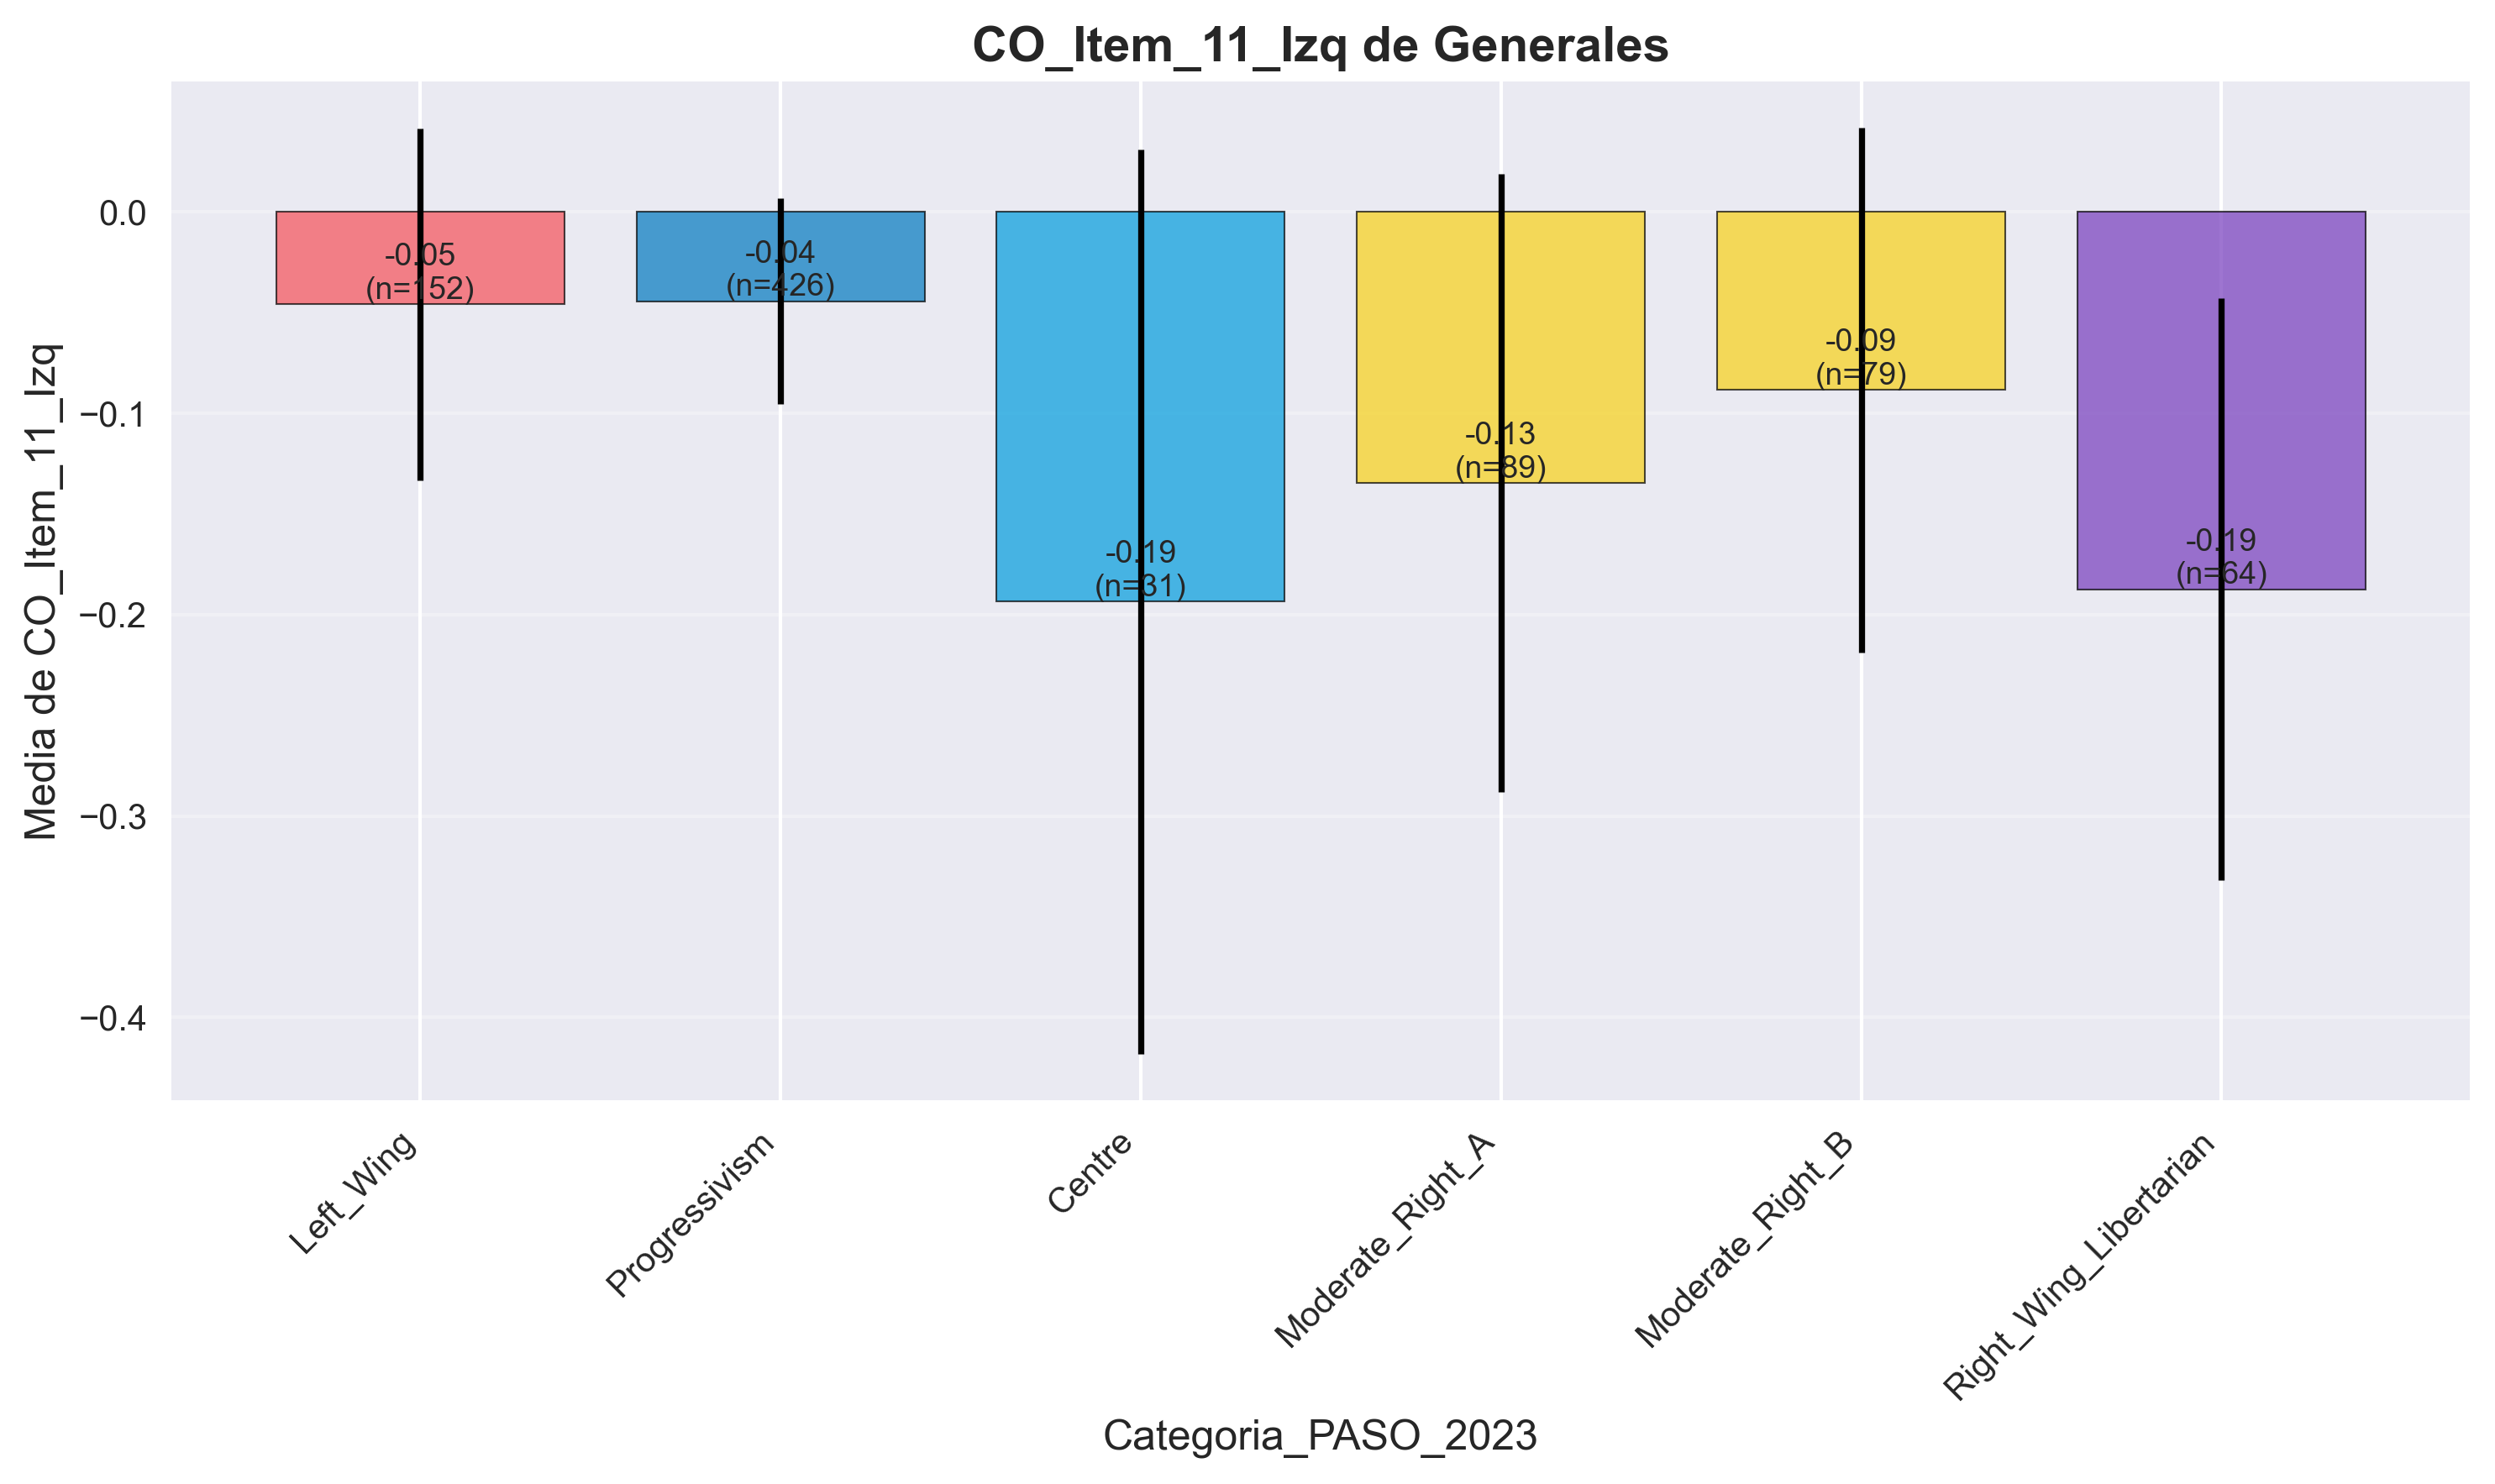 CO_Item_11_Izq de Generales
Media de CO_Item_11_Izq
0.0
−0.1
−0.2
−0.3
−0.4
-0.05
(n=152)
-0.04
(n=426)
-0.19
(n=31)
-0.13
(n=89)
-0.09
(n=79)
-0.19
(n=64)
Left_Wing
Progressivism
Centre
Moderate_Right_A
Moderate_Right_B
Right_Wing_Libertarian
Categoria_PASO_2023